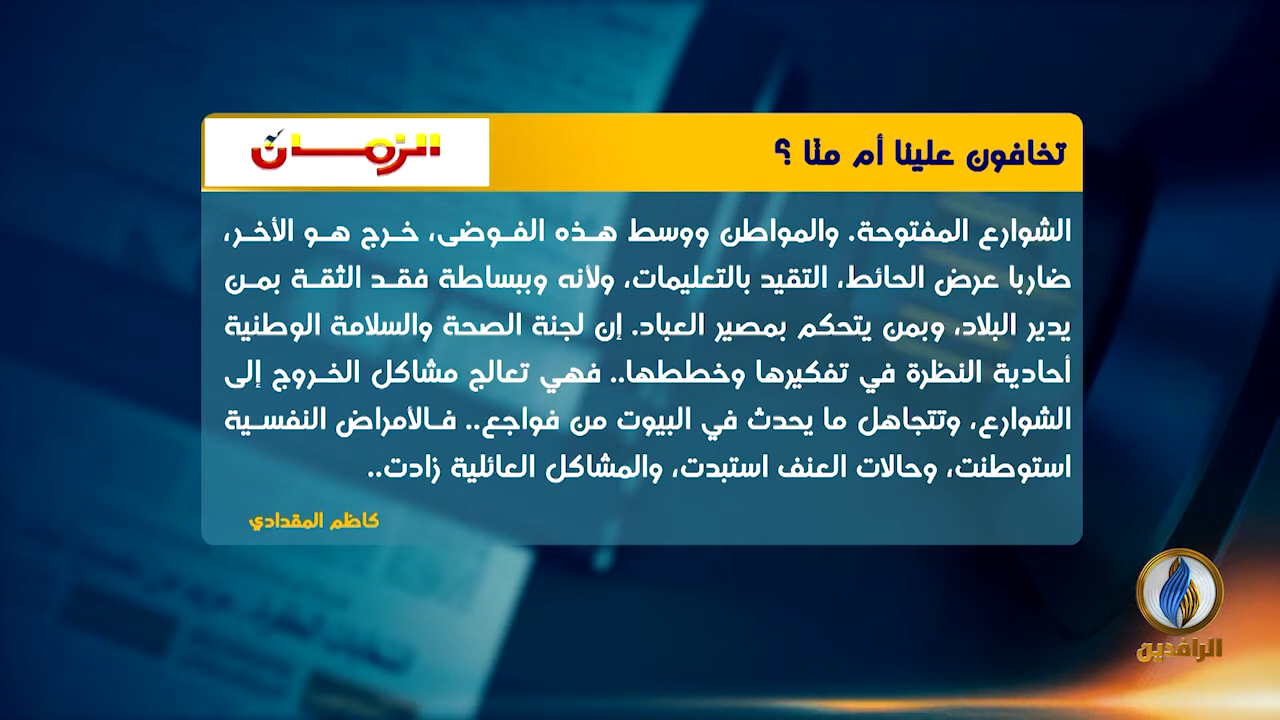 تخافون علينا أم منّا ؟
الزمان
الشوارع المفتوحة. والمواطن ووسط هذه الفوضى، خرج هو الأخر،
ضاربا عرض الحائط، التقيد بالتعليمات، ولأنه وببساطة فقد الثقة بمن
يدير البلاد، وبمن يتحكم بمصير العباد. إن لجنة الصحة والسلامة الوطنية
أحادية النظرة في تفكيرها وخططها.. فهي تعالج مشاكل الخروج إلى
الشوارع، وتتجاهل ما يحدث في البيوت من فواجع.. فالأمراض النفسية
استوطنت، وحالات العنف استبدت، والمشاكل العائلية زادت..
كاظم المقدادي
الرافدين